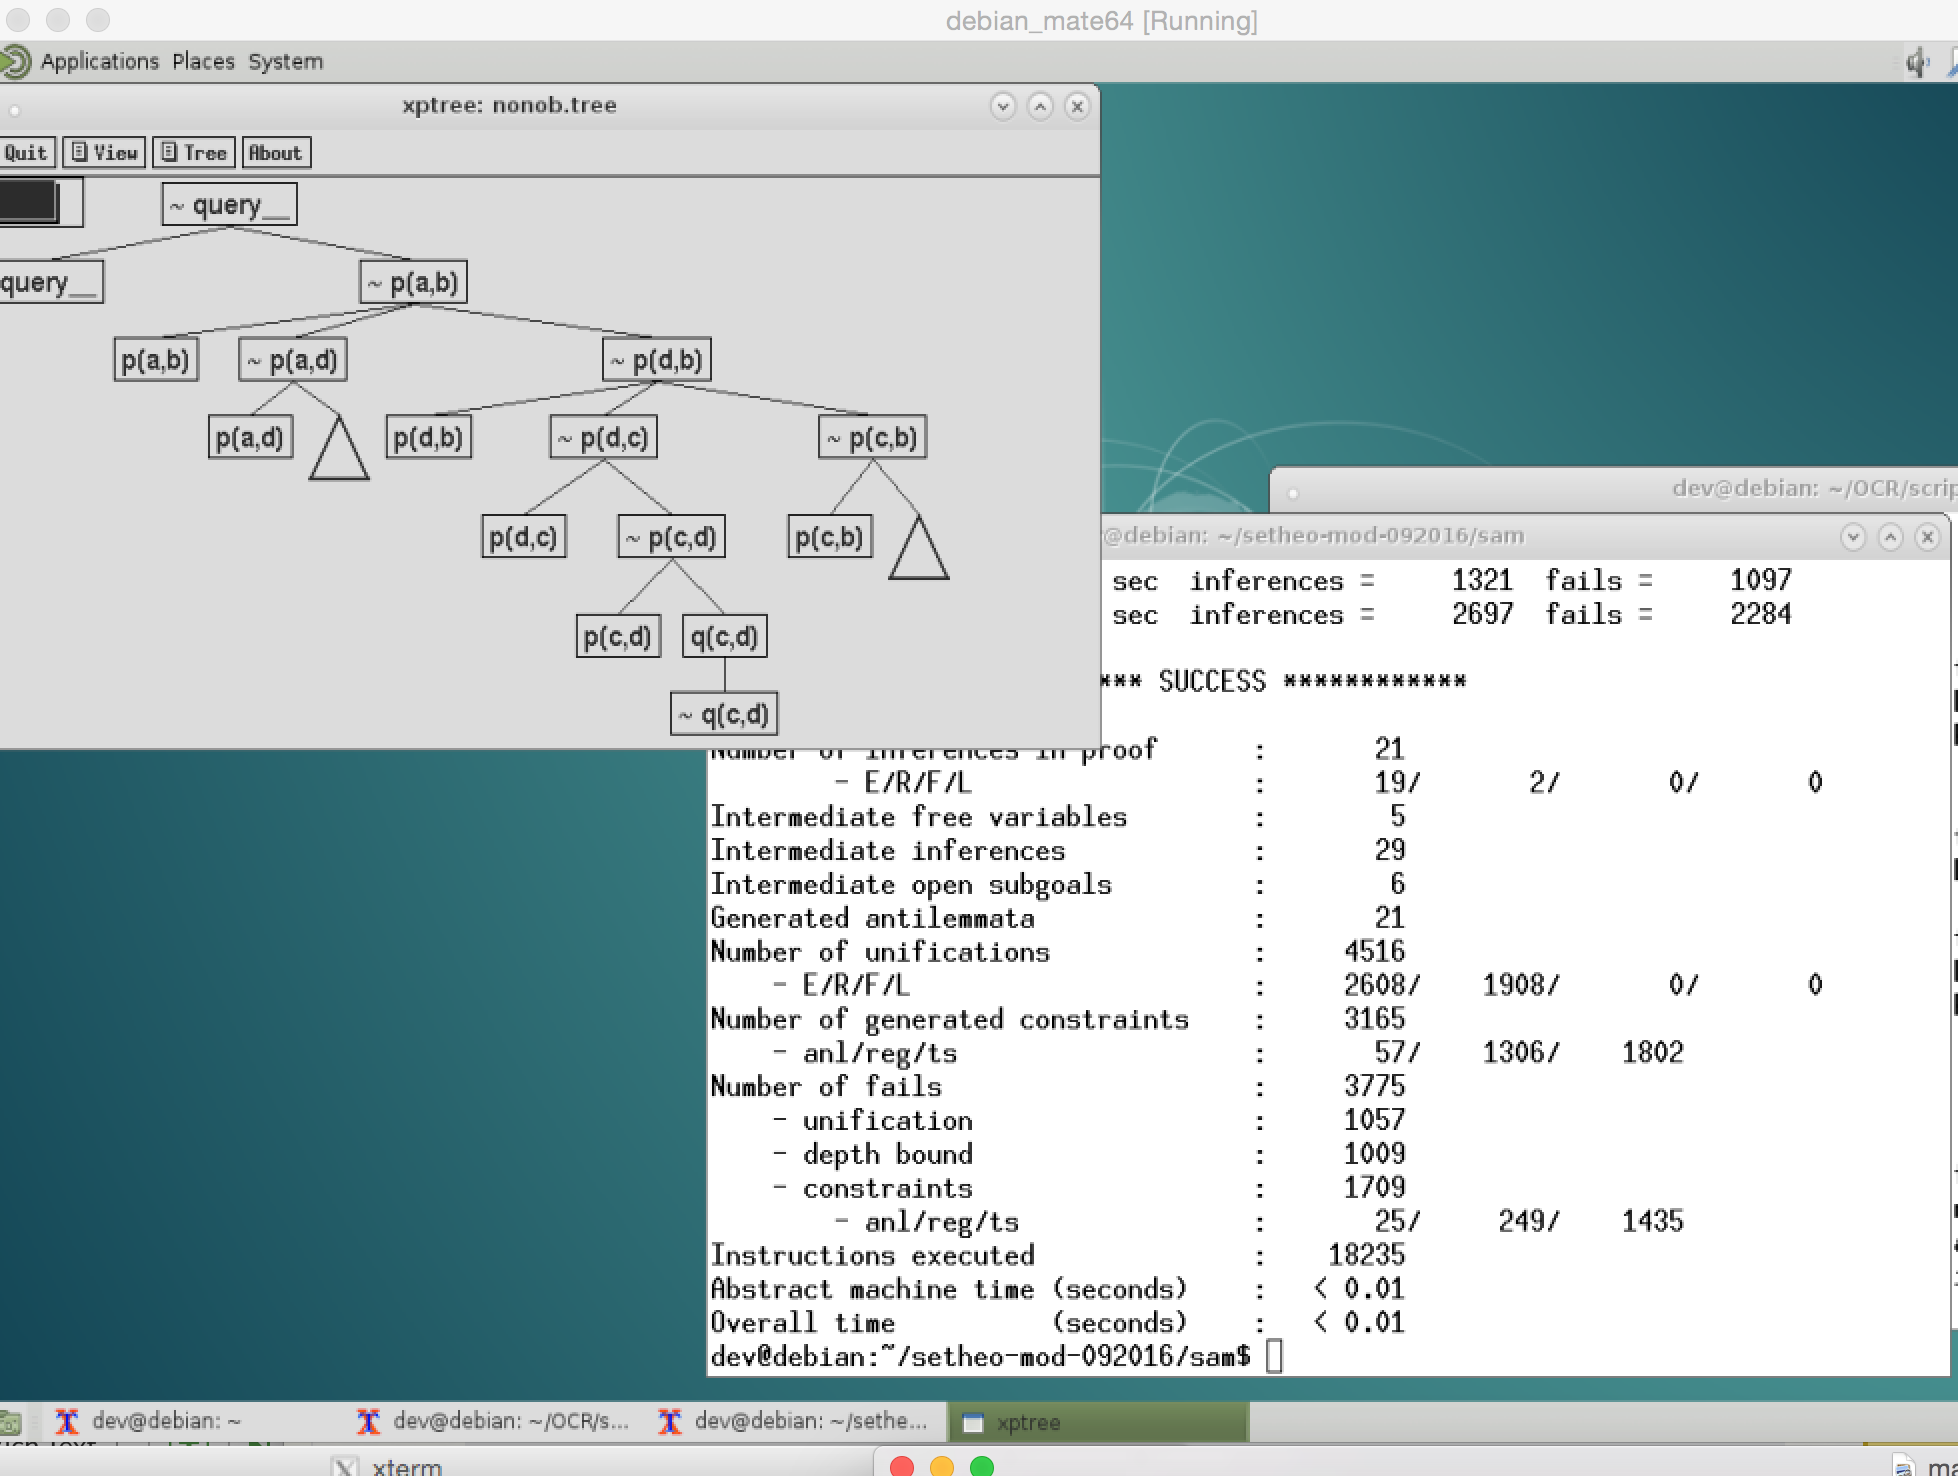 debian_mate64 [Running]
Applications Places System
xptree: nonob.tree
Quit View Tree About
~ query__
query__ ~ p(a,b)
p(a,b) ~ p(a,d) ~ p(d,b)
p(a,d) p(d,b) ~ p(d,c) ~ p(c,b)
p(d,c) ~ p(c,d) p(c,b)
p(c,d) q(c,d)
~ q(c,d)
dev@debian: ~/OCR/scrip
@debian: ~/setheo-mod-092016/sam
sec inferences = 1321 fails = 1097
sec inferences = 2697 fails = 2284
*** SUCCESS ************
Number of inferences in proof : 21
- E/R/F/L : 19/ 2/ 0/ 0
Intermediate free variables : 5
Intermediate inferences : 29
Intermediate open subgoals : 6
Generated antilemmata : 21
Number of unifications : 4516
- E/R/F/L : 2608/ 1908/ 0/ 0
Number of generated constraints : 3165
- anl/reg/ts : 57/ 1306/ 1802
Number of fails : 3775
- unification : 1057
- depth bound : 1009
- constraints : 1709
- anl/reg/ts : 25/ 249/ 1435
Instructions executed : 18235
Abstract machine time (seconds) : < 0.01
Overall time (seconds) : < 0.01
dev@debian:~/setheo-mod-092016/sam$
dev@debian: ~ dev@debian: ~/OCR/s... dev@debian: ~/sethe... xptree
xterm